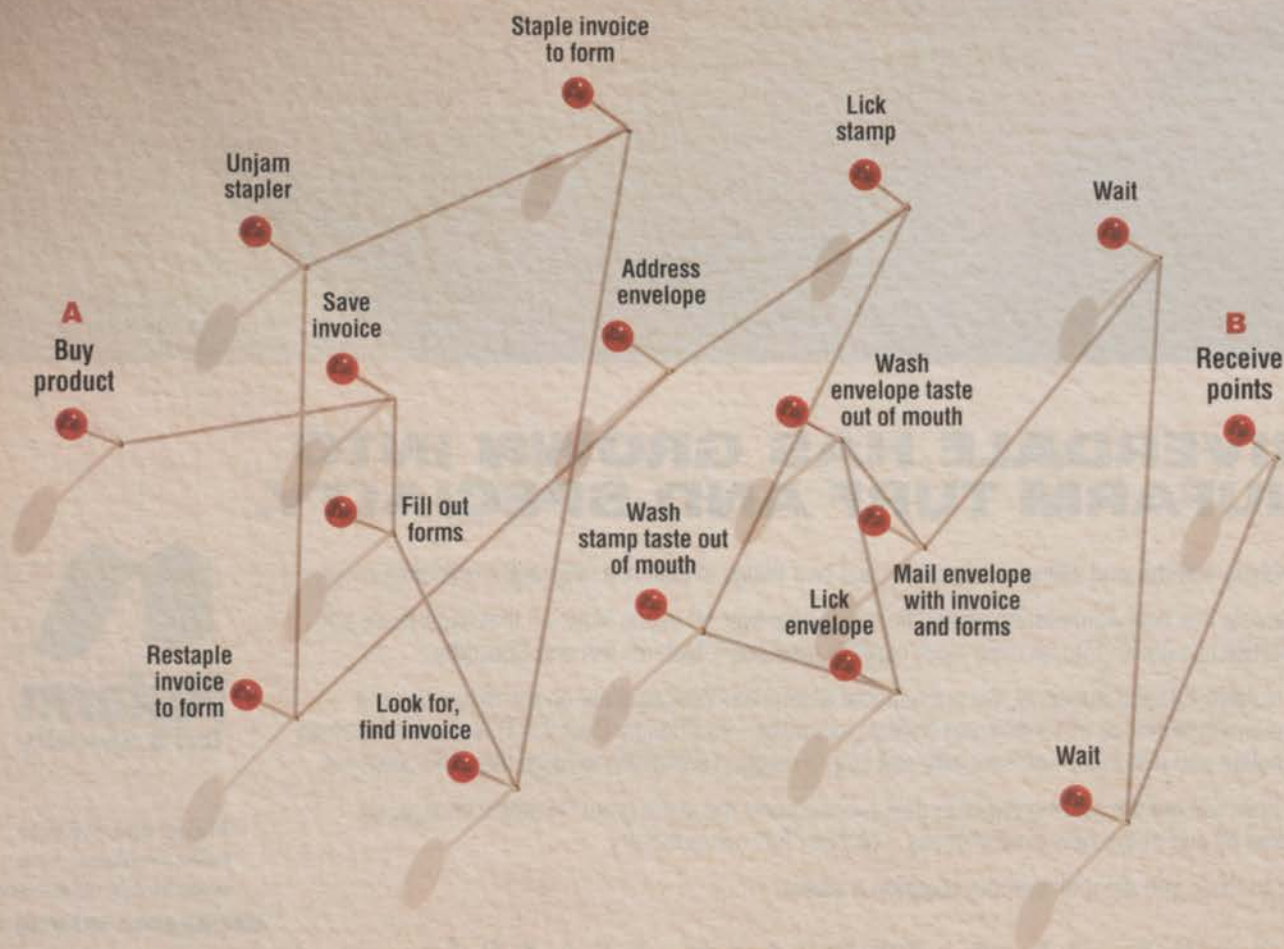 Staple invoice
to form
Lick
stamp
Unjam
stapler
Wait
Address
envelope
Save
invoice
A
Buy
product
B
Receive
points
Wash
envelope taste
out of mouth
Fill out
forms
Wash
stamp taste out
of mouth
Mail envelope
with invoice
and forms
Lick
envelope
Restaple
invoice
to form
Look for,
find invoice
Wait